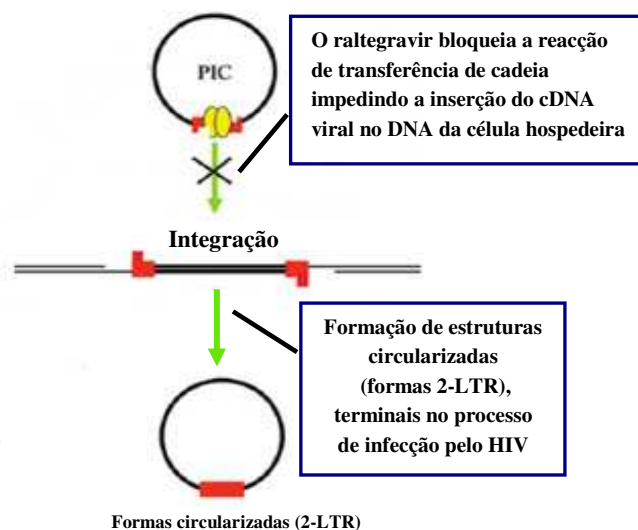 PIC
O raltegravir bloqueia a reacção
de transferência de cadeia
impedindo a inserção do cDNA
viral no DNA da célula hospedeira
Integração
Formação de estruturas
circularizadas
(formas 2-LTR),
terminais no processo
de infecção pelo HIV
Formas circularizadas (2-LTR)